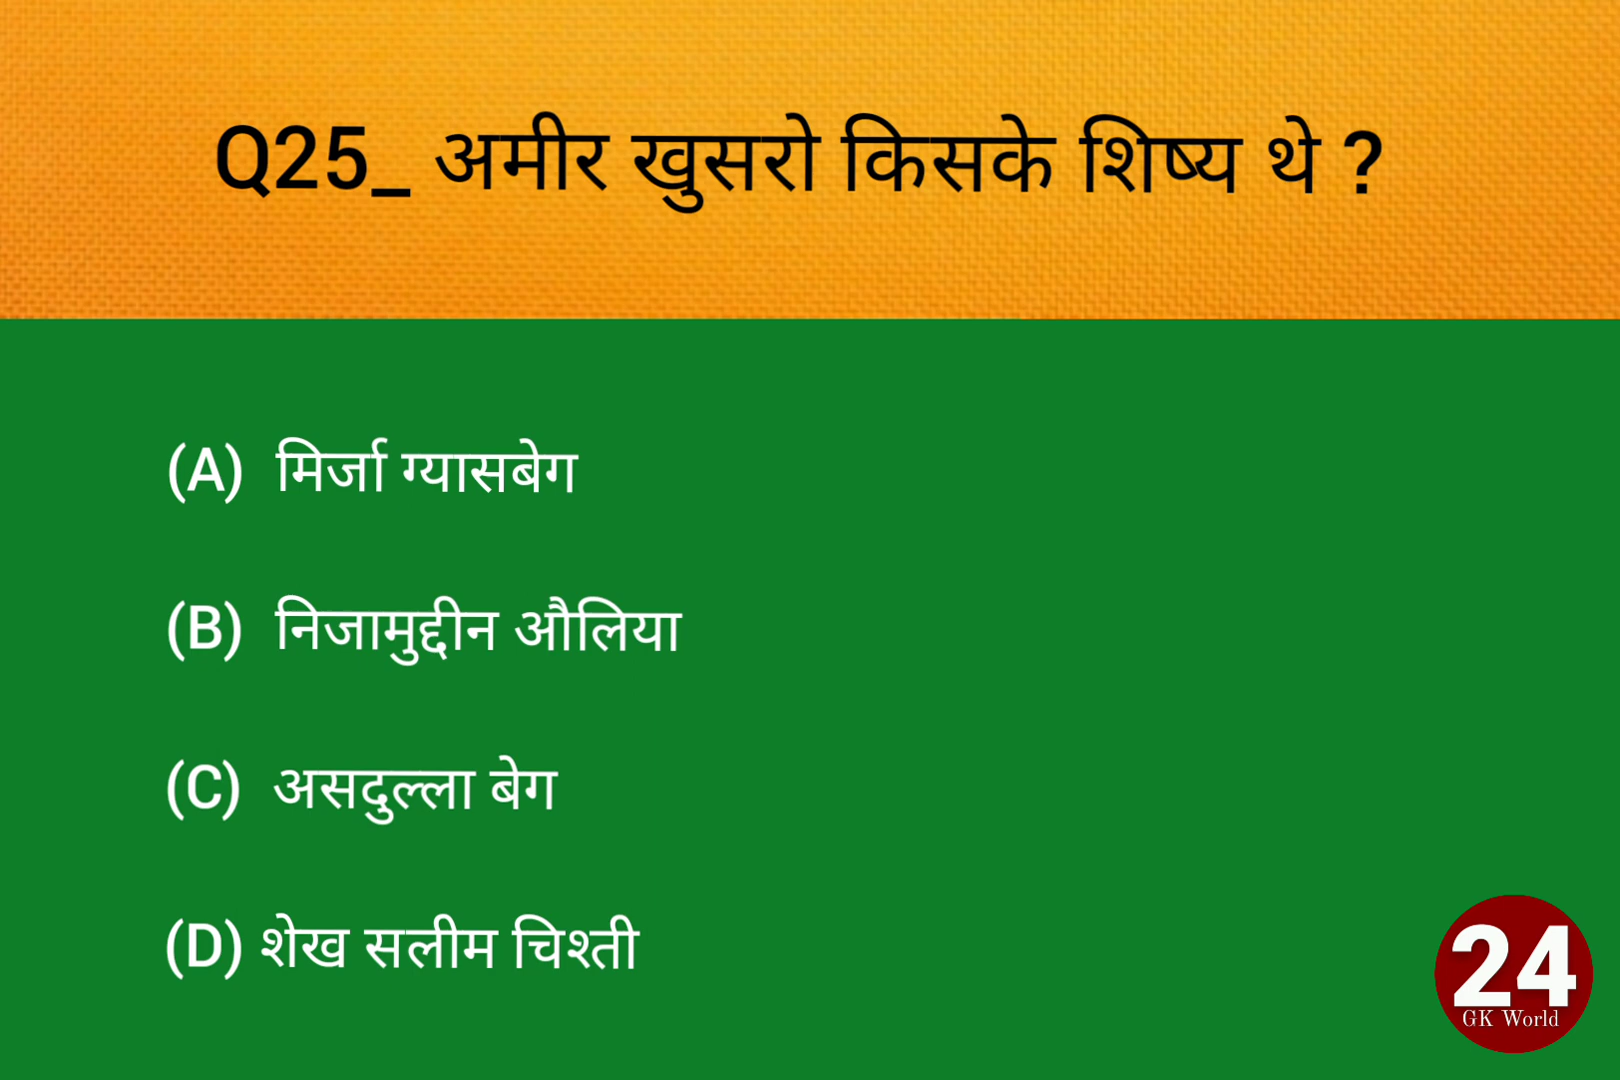 Q25_ अमीर खुसरो किसके शिष्य थे ?
(A) मिर्जा ग्यासबेग
(B) निजामुद्दीन औलिया
(C) असदुल्ला बेग
(D) शेख सलीम चिश्ती
24
GK World